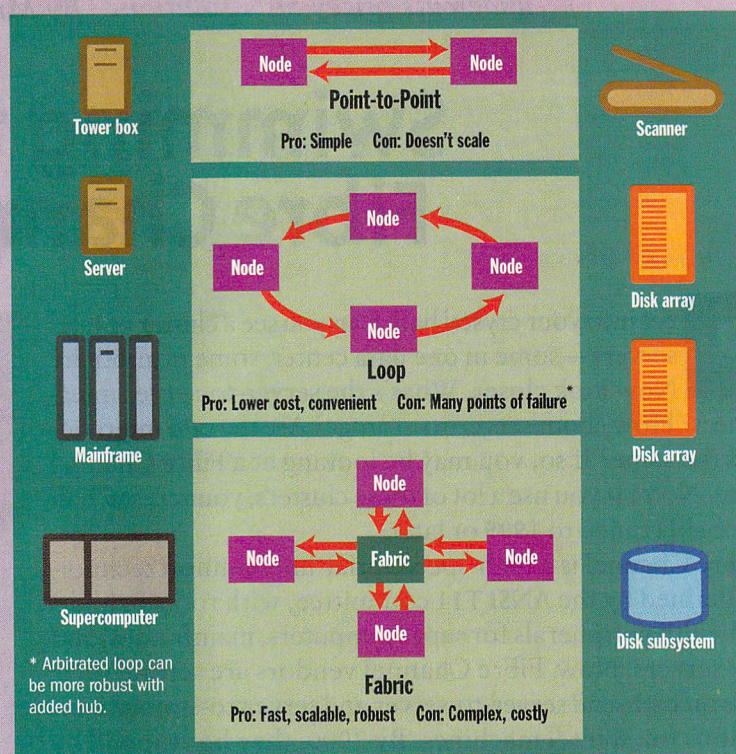 Tower box
Server
Mainframe
Supercomputer
* Arbitrated loop can
be more robust with
added hub.
Node
Node
Point-to-Point
Pro: Simple Con: Doesn't scale
Node
Node
Node
Node
Loop
Pro: Lower cost, convenient Con: Many points of failure*
Node
Node
Fabric
Node
Node
Fabric
Pro: Fast, scalable, robust Con: Complex, costly
Scanner
Disk array
Disk array
Disk subsystem